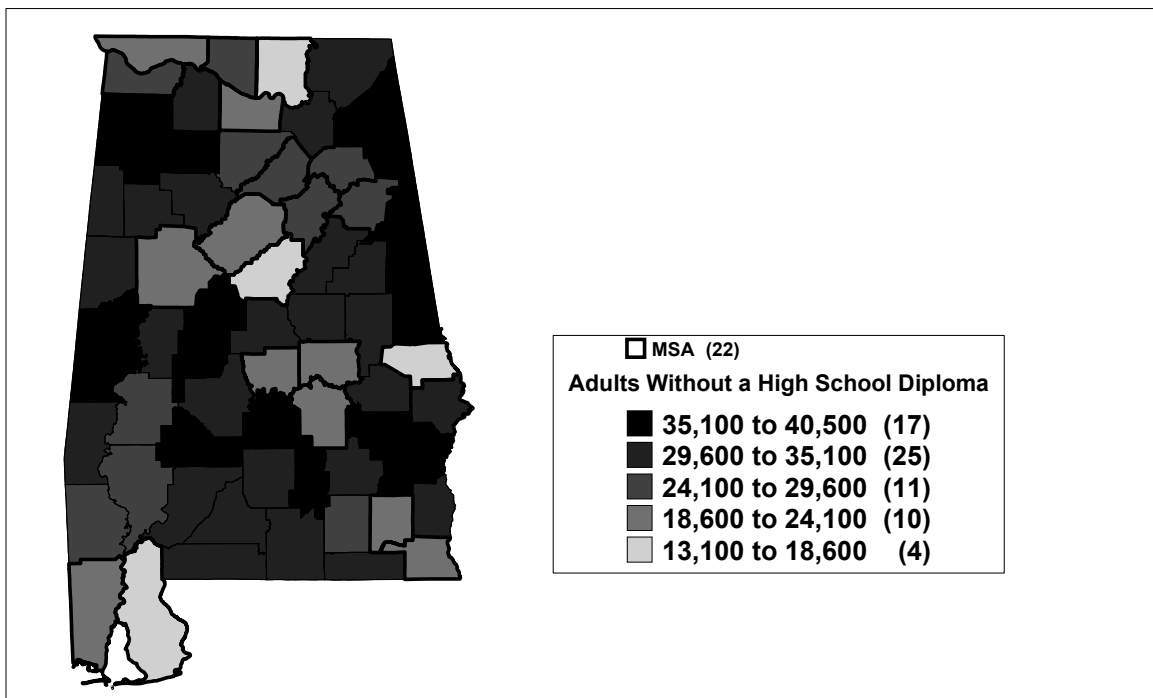 MSA (22)
Adults Without a High School Diploma
35,100 to 40,500 (17)
29,600 to 35,100 (25)
24,100 to 29,600 (11)
18,600 to 24,100 (10)
13,100 to 18,600 (4)